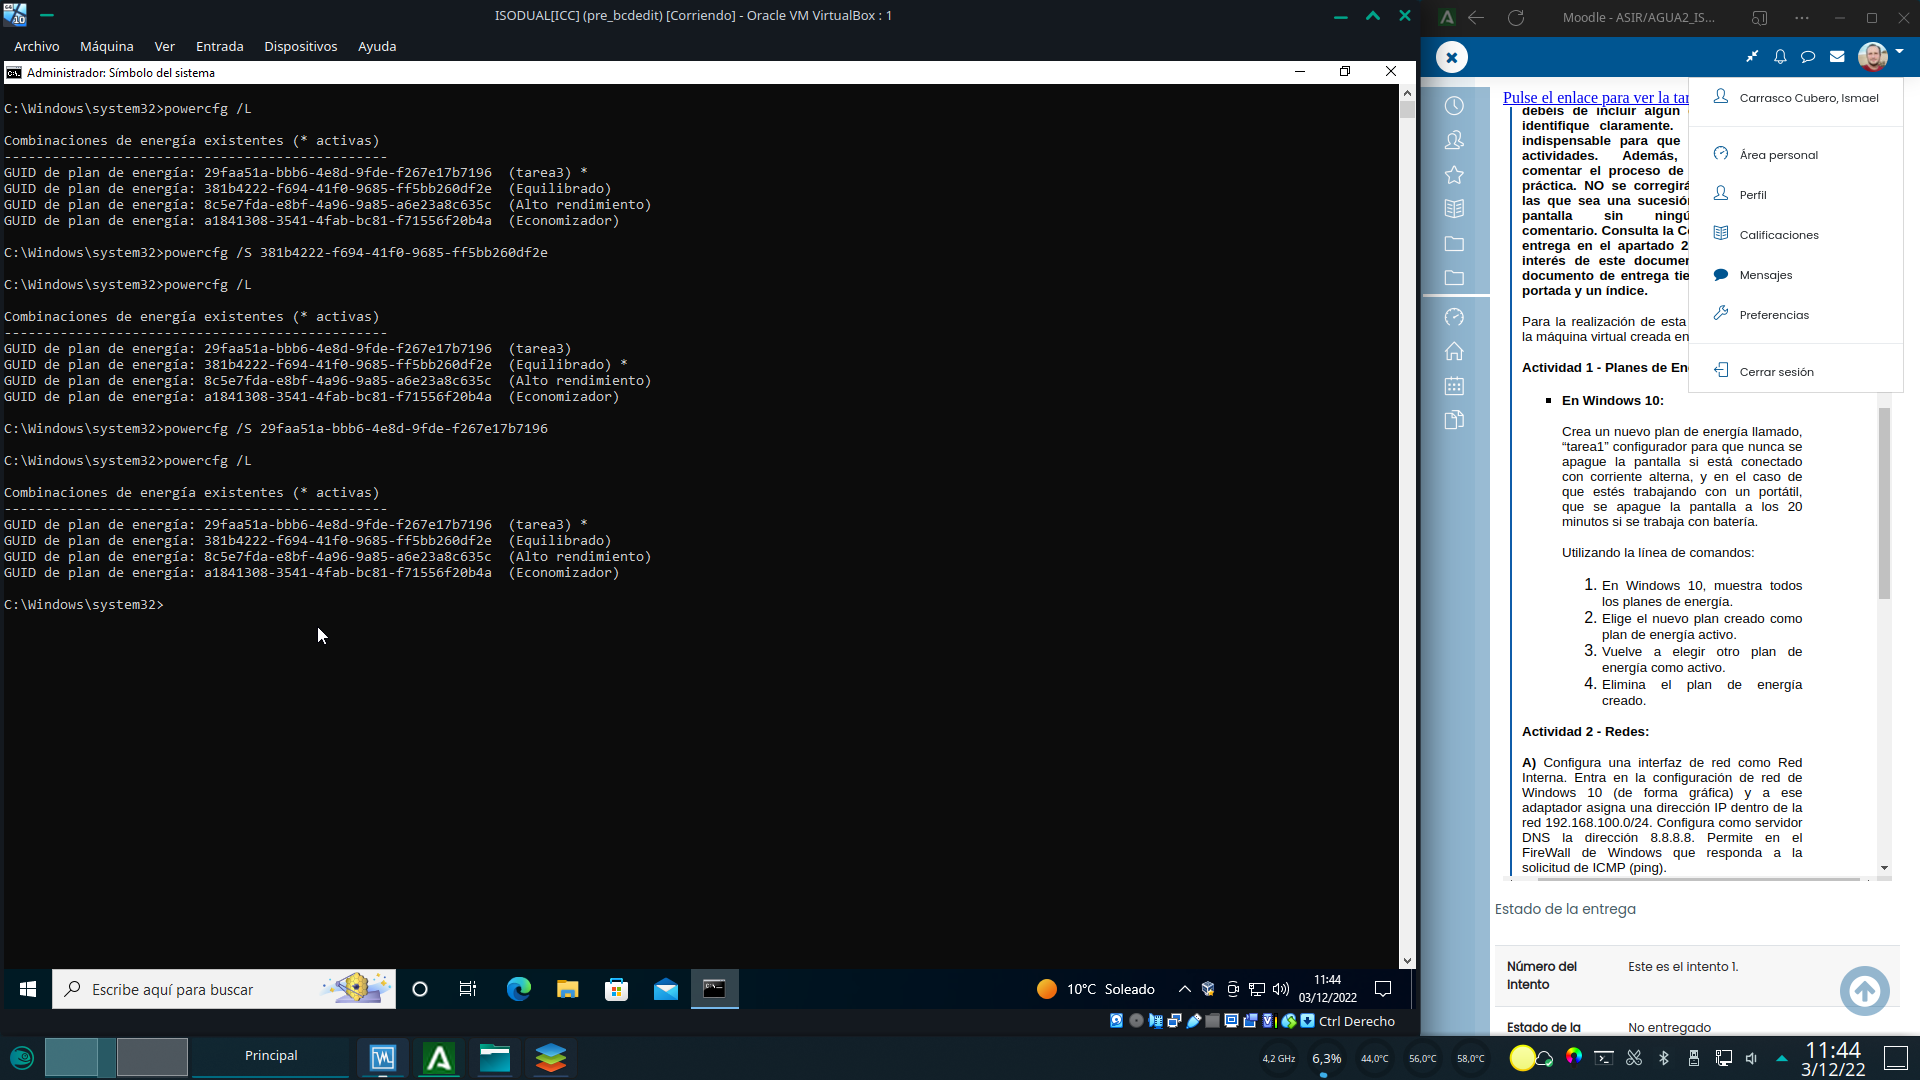 ISODUAL[ICC] (pre_bcdedit) [Corriendo] - Oracle VM VirtualBox : 1
Archivo Máquina Ver Entrada Dispositivos Ayuda
Administrador: Símbolo del sistema
C:\Windows\system32>powercfg /L
Combinaciones de energía existentes (* activas)
------------------------------------------------
GUID de plan de energía: 29faa51a-bbb6-4e8d-9fde-f267e17b7196 (tarea3) *
GUID de plan de energía: 381b4222-f694-41f0-9685-ff5bb260df2e (Equilibrado)
GUID de plan de energía: 8c5e7fda-e8bf-4a96-9a85-a6e23a8c635c (Alto rendimiento)
GUID de plan de energía: a1841308-3541-4fab-bc81-f71556f20b4a (Economizador)
C:\Windows\system32>powercfg /S 381b4222-f694-41f0-9685-ff5bb260df2e
C:\Windows\system32>powercfg /L
Combinaciones de energía existentes (* activas)
------------------------------------------------
GUID de plan de energía: 29faa51a-bbb6-4e8d-9fde-f267e17b7196 (tarea3)
GUID de plan de energía: 381b4222-f694-41f0-9685-ff5bb260df2e (Equilibrado) *
GUID de plan de energía: 8c5e7fda-e8bf-4a96-9a85-a6e23a8c635c (Alto rendimiento)
GUID de plan de energía: a1841308-3541-4fab-bc81-f71556f20b4a (Economizador)
C:\Windows\system32>powercfg /S 29faa51a-bbb6-4e8d-9fde-f267e17b7196
C:\Windows\system32>powercfg /L
Combinaciones de energía existentes (* activas)
------------------------------------------------
GUID de plan de energía: 29faa51a-bbb6-4e8d-9fde-f267e17b7196 (tarea3) *
GUID de plan de energía: 381b4222-f694-41f0-9685-ff5bb260df2e (Equilibrado)
GUID de plan de energía: 8c5e7fda-e8bf-4a96-9a85-a6e23a8c635c (Alto rendimiento)
GUID de plan de energía: a1841308-3541-4fab-bc81-f71556f20b4a (Economizador)
C:\Windows\system32>
Escribe aquí para buscar
10°C Soleado
11:44
03/12/2022
Ctrl Derecho
Moodle - ASIR/AGUA2_IS...
Pulse el enlace para ver la tar
debéis de incluir algún
identifique claramente.
indispensable para que
actividades. Además,
comentar el proceso de
práctica. NO se corregirá
las que sea una sucesión
pantalla sin ningú
comentario. Consulta la C
entrega en el apartado 2
interés de este documen
documento de entrega tie
portada y un índice.
Para la realización de esta
la máquina virtual creada en
Actividad 1 - Planes de En
Carrasco Cubero, Ismael
Área personal
Perfil
Calificaciones
Mensajes
Preferencias
Cerrar sesión
En Windows 10:
Crea un nuevo plan de energía llamado,
“tarea1” configurador para que nunca se
apague la pantalla si está conectado
con corriente alterna, y en el caso de
que estés trabajando con un portátil,
que se apague la pantalla a los 20
minutos si se trabaja con batería.
Utilizando la línea de comandos:
1. En Windows 10, muestra todos
los planes de energía.
2. Elige el nuevo plan creado como
plan de energía activo.
3. Vuelve a elegir otro plan de
energía como activo.
4. Elimina el plan de energía
creado.
Actividad 2 - Redes:
A) Configura una interfaz de red como Red
Interna. Entra en la configuración de red de
Windows 10 (de forma gráfica) y a ese
adaptador asigna una dirección IP dentro de la
red 192.168.100.0/24. Configura como servidor
DNS la dirección 8.8.8.8. Permite en el
FireWall de Windows que responda a la
solicitud de ICMP (ping).
Estado de la entrega
Número del
Intento
Este es el intento 1.
Estado de la
No entregado
Principal
4,2 GHz 6,3% 44,0°C 56,0°C 58,0°C
11:44
3/12/22